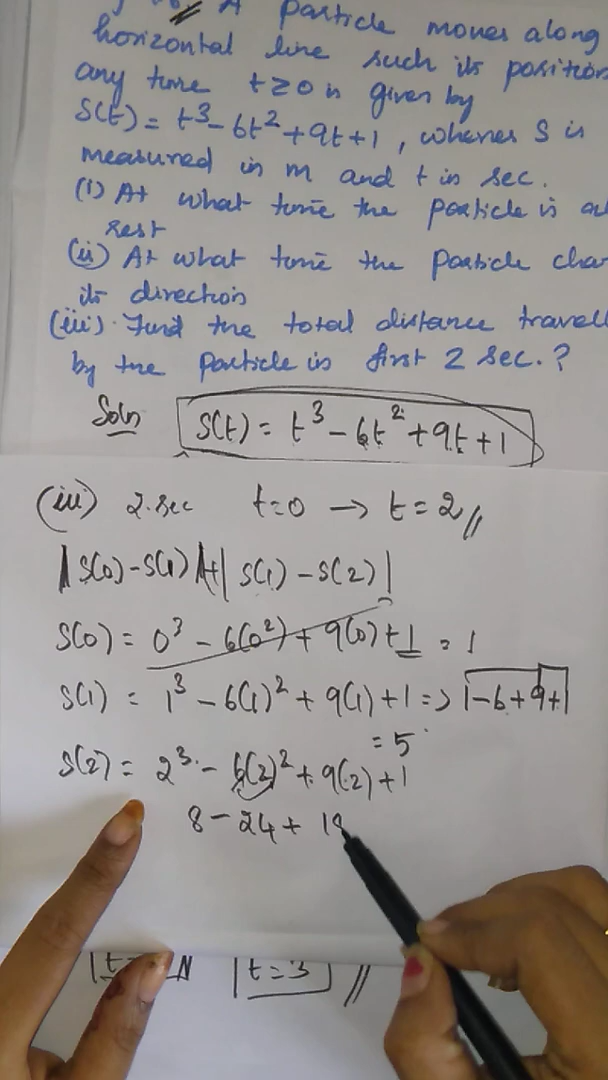 A particle moves along
horizontal line such its position
any time t≥0 is given by
S(t) = t³ - 6t² + 9t + 1, wheres S is
measured in m and t in sec.
(i) At what time the particle is at
rest
(ii) At what time the particle cha
its direction
(iii). Find the total distance travell
by the particle in first 2 sec.?
Soln S(t) = t³ - 6t² + 9t + 1
(iii) 2.sec t=0 → t=2//
|S(0) - S(1)| + |S(1) - S(2)|
S(0) = 0³ - 6(0²) + 9(0) + 1 = 1
S(1) = 1³ - 6(1)² + 9(1) + 1 => 1-6+9+1
= 5
S(2) = 2³ - 6(2)² + 9(2) + 1
8 - 24 + 18
t=3 //